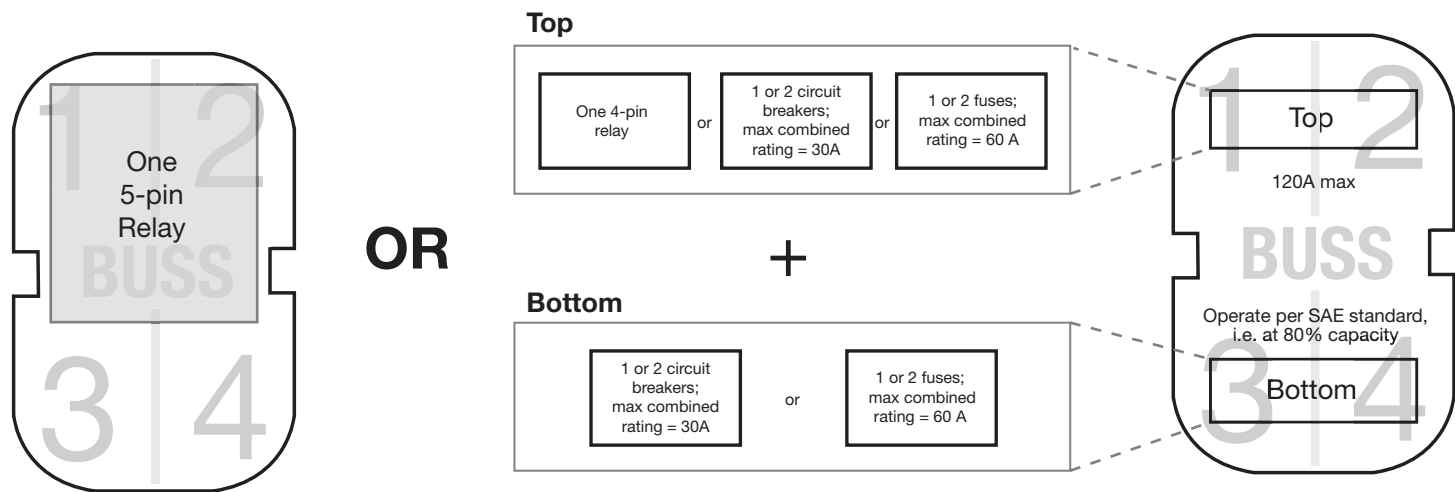 1 2
One
5-pin
Relay
BUSS
3 4
OR
Top
One 4-pin
relay
or
1 or 2 circuit
breakers;
max combined
rating = 30A
or
1 or 2 fuses;
max combined
rating = 60 A
+
Bottom
1 or 2 circuit
breakers;
max combined
rating = 30A
or
1 or 2 fuses;
max combined
rating = 60 A
1 2
Top
120A max
BUSS
Operate per SAE standard,
i.e. at 80% capacity
3 4
Bottom